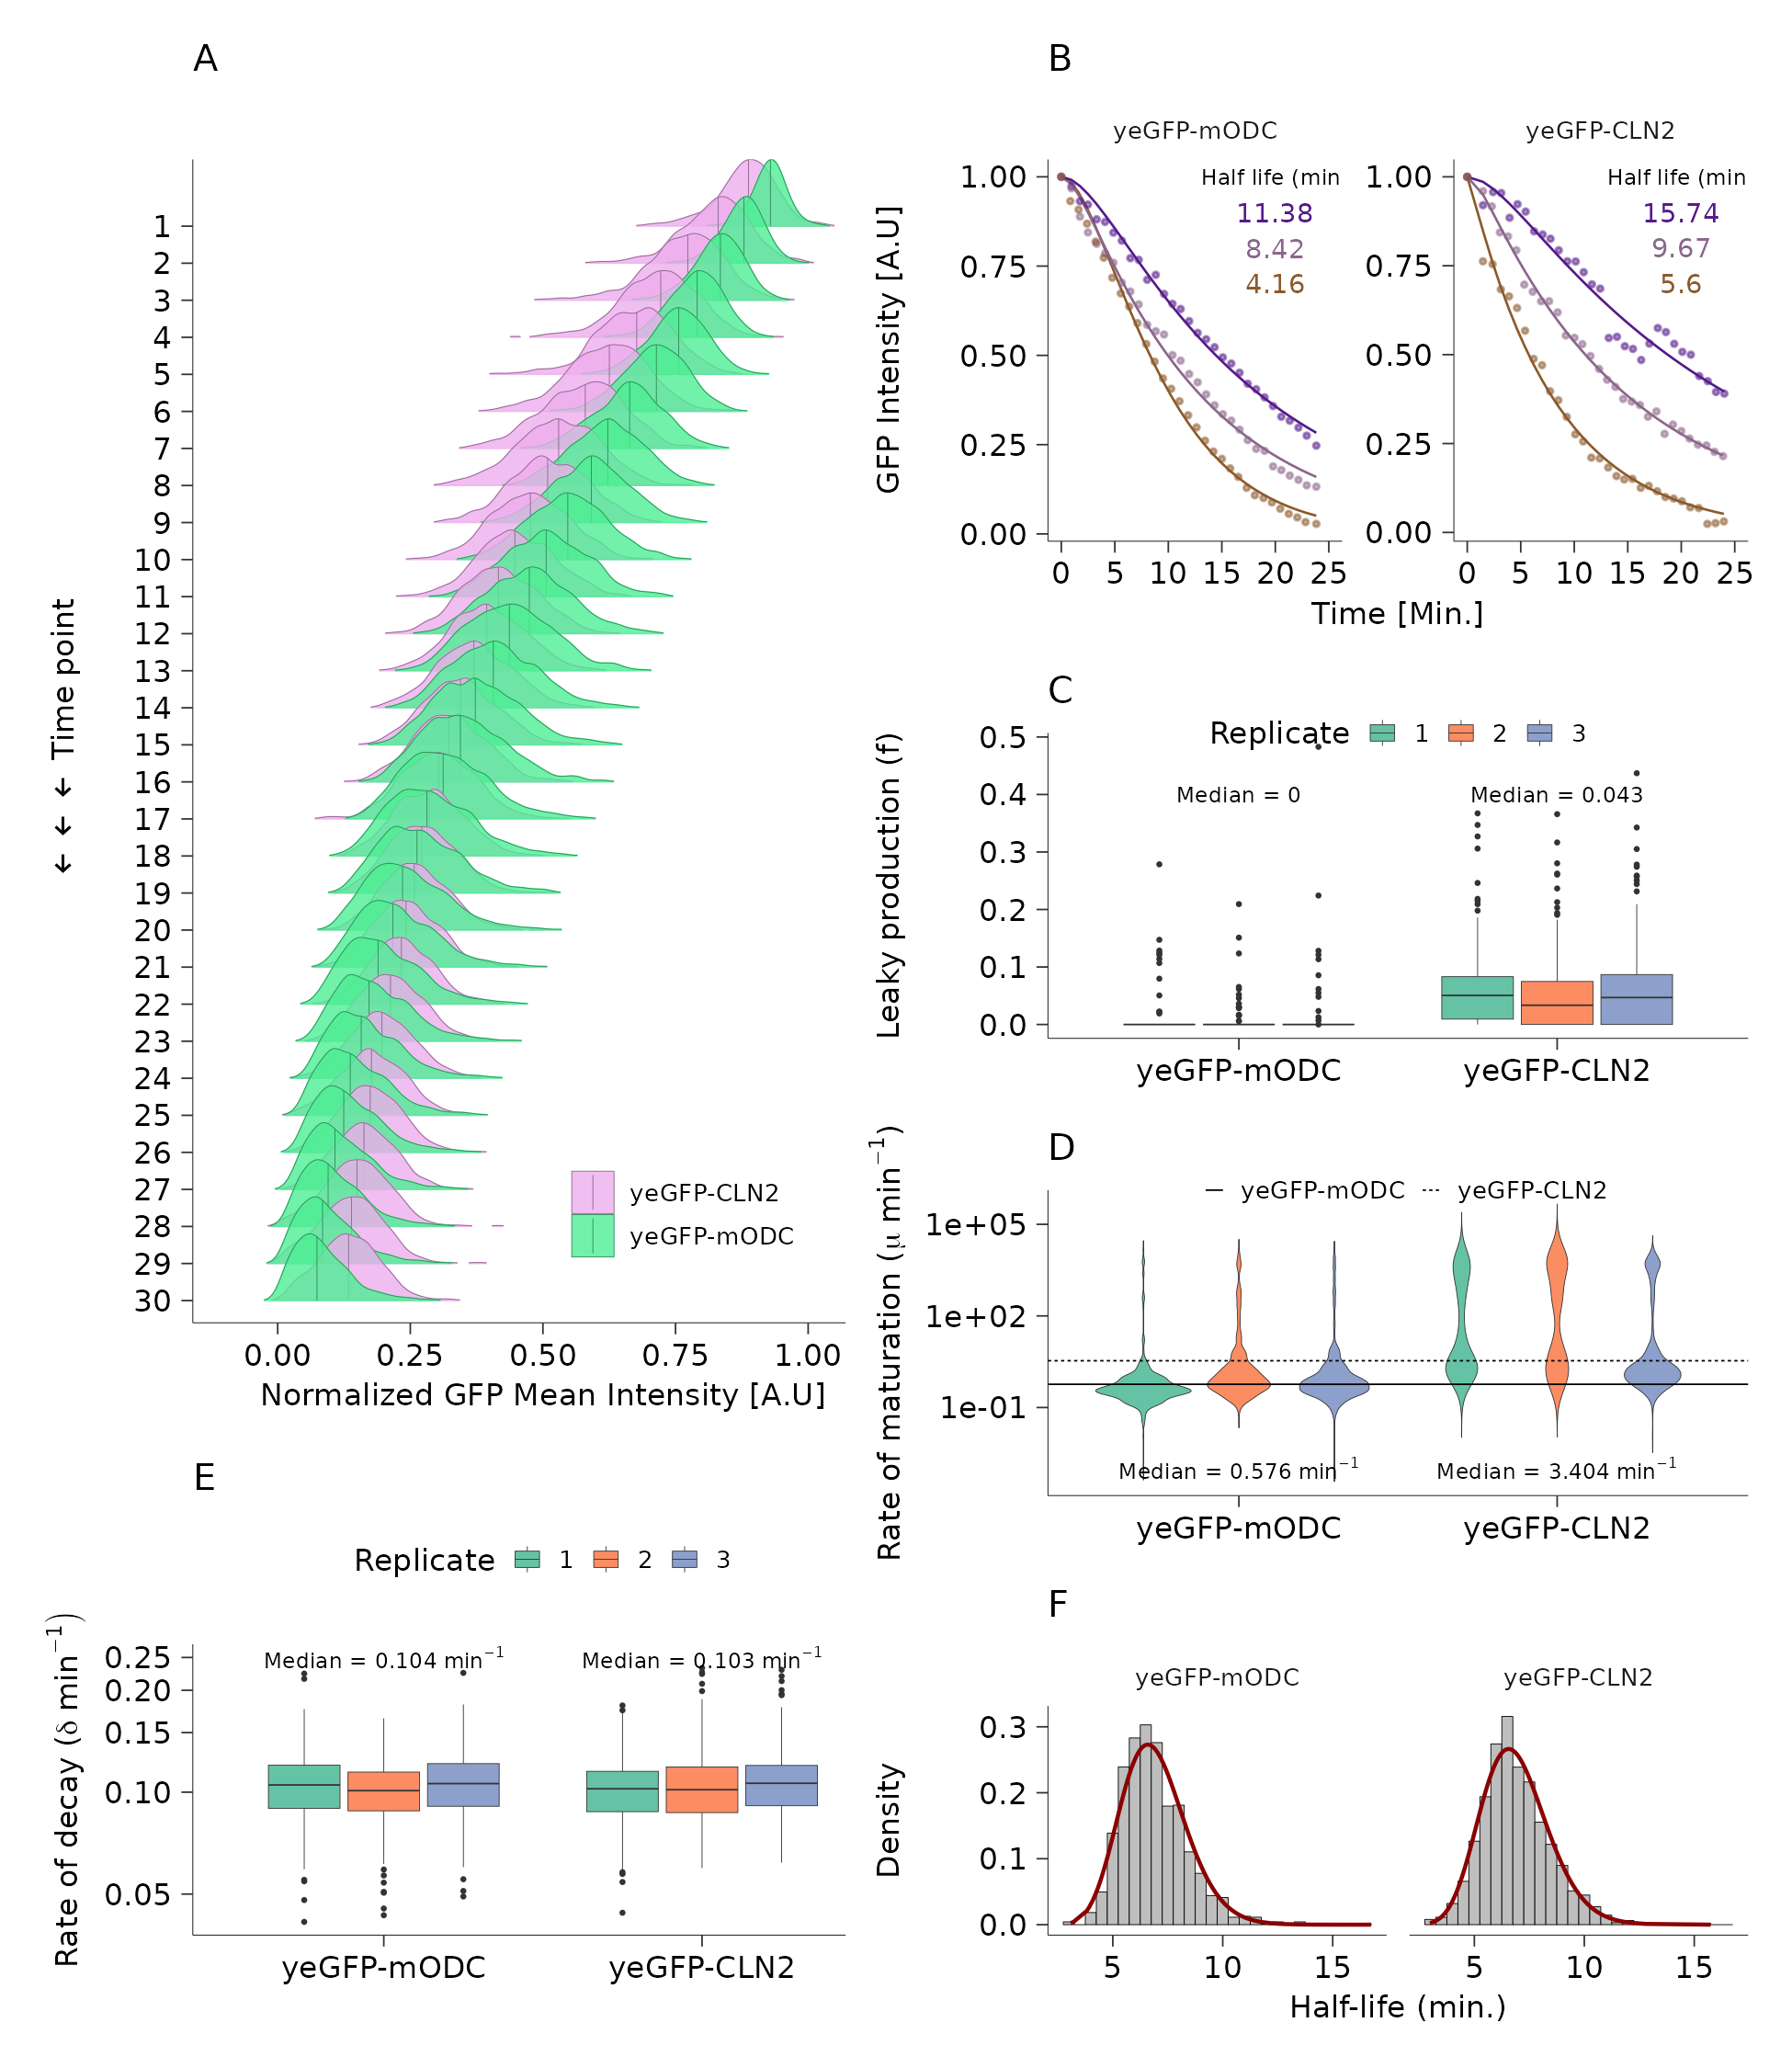 A
1
2
3
4
5
6
7
8
9
10
11
12
13
14
15
16
17
18
19
20
21
22
23
24
25
26
27
28
29
30
← ← ← Time point
yeGFP-CLN2
yeGFP-mODC
0.00 0.25 0.50 0.75 1.00
Normalized GFP Mean Intensity [A.U]
B
yeGFP-mODC yeGFP-CLN2
GFP Intensity [A.U]
1.00
0.75
0.50
0.25
0.00
Half life (min
11.38
8.42
4.16
0 5 10 15 20 25
1.00
0.75
0.50
0.25
0.00
Half life (min
15.74
9.67
5.6
0 5 10 15 20 25
Time [Min.]
C
Replicate 1 2 3
Leaky production (f)
0.5
0.4
0.3
0.2
0.1
0.0
Median = 0 Median = 0.043
yeGFP-mODC yeGFP-CLN2
D
yeGFP-mODC yeGFP-CLN2
Rate of maturation (μ min⁻¹)
1e+05
1e+02
1e-01
Median = 0.576 min⁻¹ Median = 3.404 min⁻¹
yeGFP-mODC yeGFP-CLN2
E
Replicate 1 2 3
Rate of decay (δ min⁻¹)
0.25
0.20
0.15
0.10
0.05
Median = 0.104 min⁻¹ Median = 0.103 min⁻¹
yeGFP-mODC yeGFP-CLN2
F
yeGFP-mODC yeGFP-CLN2
Density
0.3
0.2
0.1
0.0
5 10 15 5 10 15
Half-life (min.)